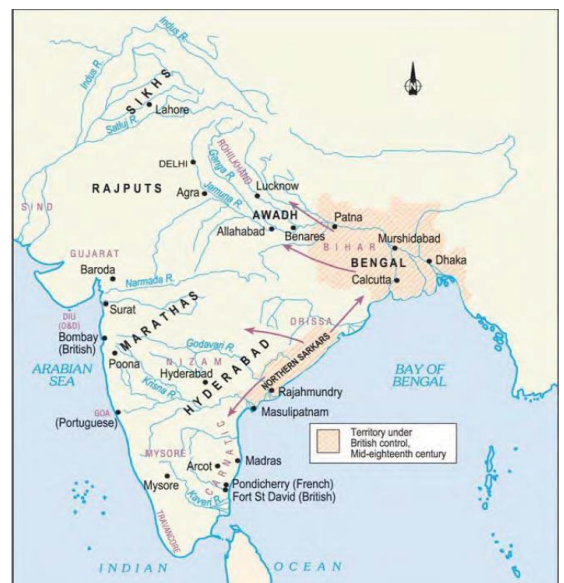 Indus R.
Indus R.
SIKHS
Lahore
Satluj R.
N
DELHI
ROHILKHAND
Ganga R.
RAJPUTS
Jamuna R.
Agra
Lucknow
SIND
AWADH
Patna
Allahabad
Benares
BIHAR
Murshidabad
GUJARAT
BENGAL
Dhaka
Baroda
Narmada R.
Calcutta
Surat
DIU
(D&D)
MARATHAS
ORISSA
Bombay
(British)
Godavari R.
NIZAM
Poona
Hyderabad
HYDERABAD
NORTHERN SARKARS
ARABIAN
SEA
BAY OF
BENGAL
Krisna R.
Rajahmundry
GOA
(Portuguese)
Masulipatnam
CARNATIC
Territory under
British control,
Mid-eighteenth century
MYSORE
Arcot
Madras
Mysore
Pondicherry (French)
Fort St David (British)
Kaveri R.
TRAVANCORE
INDIAN OCEAN